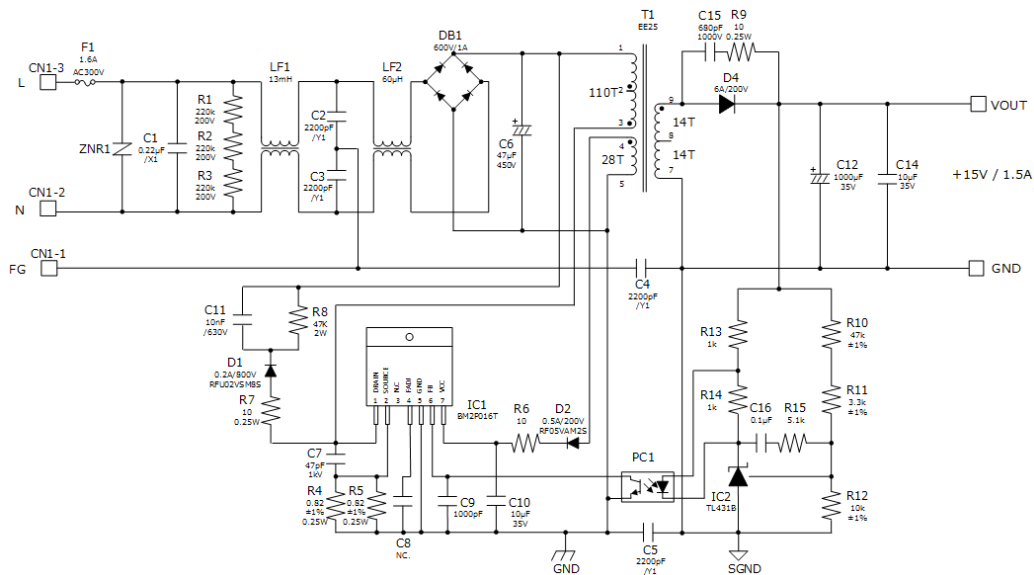 F1
1.6A
AC300V
CN1-3
L
ZNR1
C1
0.22µF
/X1
R1
220k
200V
R2
220k
200V
R3
220k
200V
LF1
13mH
C2
2200pF
/Y1
C3
2200pF
/Y1
LF2
60µH
DB1
600V/1A
C6
47µF
450V
T1
EE25
1
110T
2
3
4
28T
5
9
14T
8
14T
7
C15
680pF
1000V
R9
10
0.25W
D4
6A/200V
VOUT
C12
1000µF
35V
C14
10µF
35V
+15V / 1.5A
CN1-2
N
CN1-1
FG
C4
2200pF
/Y1
GND
C11
10nF
/630V
R8
47K
2W
D1
0.2A/800V
RFU02VSM8S
R7
10
0.25W
DRAIN
SOURCE
N.C
FADJ
GND
FB
VCC
1
2
3
4
5
6
7
IC1
BM2P016T
R6
10
D2
0.5A/200V
RF05VAM2S
C7
47pF
1kV
R4
0.82
±1%
0.25W
R5
0.82
±1%
0.25W
C8
NC.
C9
1000pF
C10
10µF
35V
PC1
R13
1k
R14
1k
C16
0.1µF
R15
5.1k
R10
47k
±1%
R11
3.3k
±1%
R12
10k
±1%
IC2
TL431B
GND
C5
2200pF
/Y1
SGND